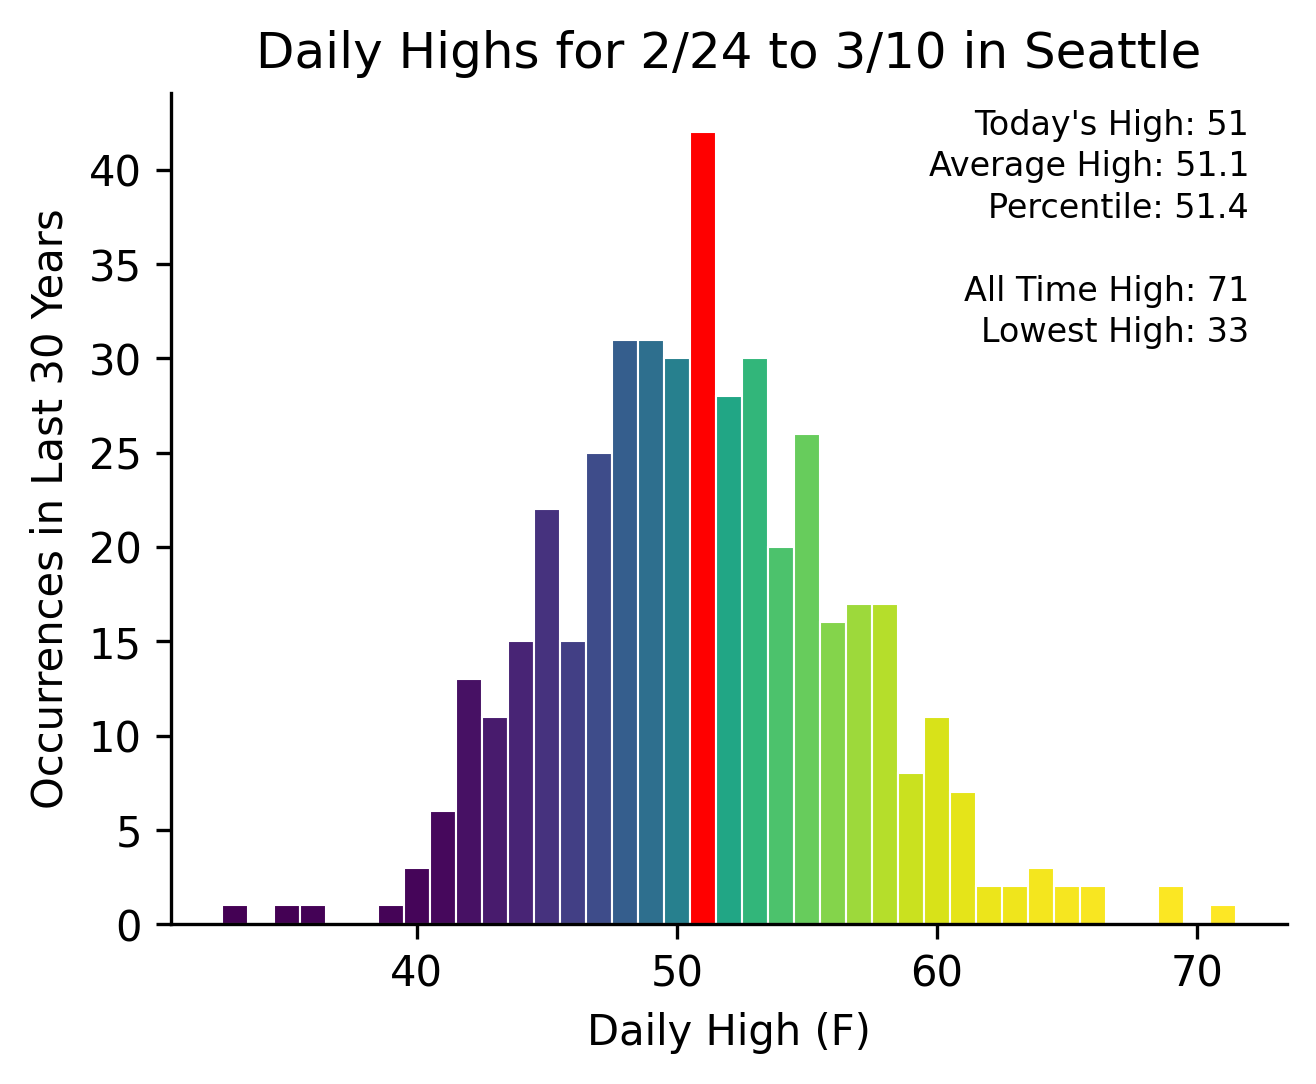 Daily Highs for 2/24 to 3/10 in Seattle
Today's High: 51
Average High: 51.1
Percentile: 51.4
All Time High: 71
Lowest High: 33
Occurrences in Last 30 Years
40
35
30
25
20
15
10
5
0
40 50 60 70
Daily High (F)